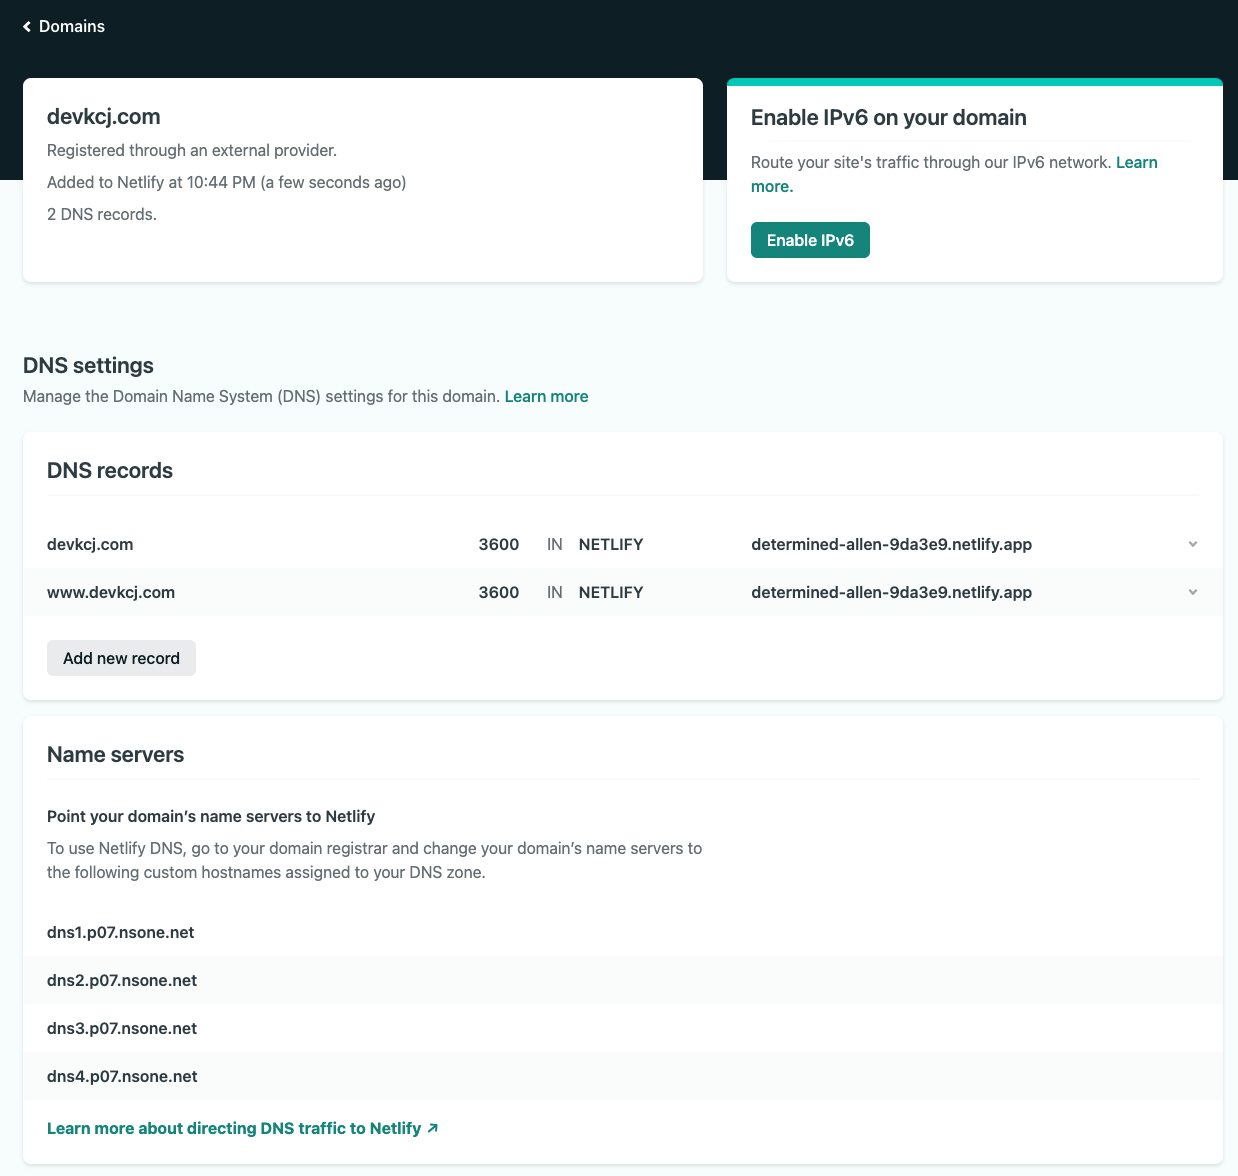 Domains
devkcj.com
Registered through an external provider.
Added to Netlify at 10:44 PM (a few seconds ago)
2 DNS records.
Enable IPv6 on your domain
Route your site's traffic through our IPv6 network. Learn
more.
Enable IPv6
DNS settings
Manage the Domain Name System (DNS) settings for this domain. Learn more
DNS records
devkcj.com 3600 IN NETLIFY determined-allen-9da3e9.netlify.app
www.devkcj.com 3600 IN NETLIFY determined-allen-9da3e9.netlify.app
Add new record
Name servers
Point your domain’s name servers to Netlify
To use Netlify DNS, go to your domain registrar and change your domain’s name servers to
the following custom hostnames assigned to your DNS zone.
dns1.p07.nsone.net
dns2.p07.nsone.net
dns3.p07.nsone.net
dns4.p07.nsone.net
Learn more about directing DNS traffic to Netlify ↗